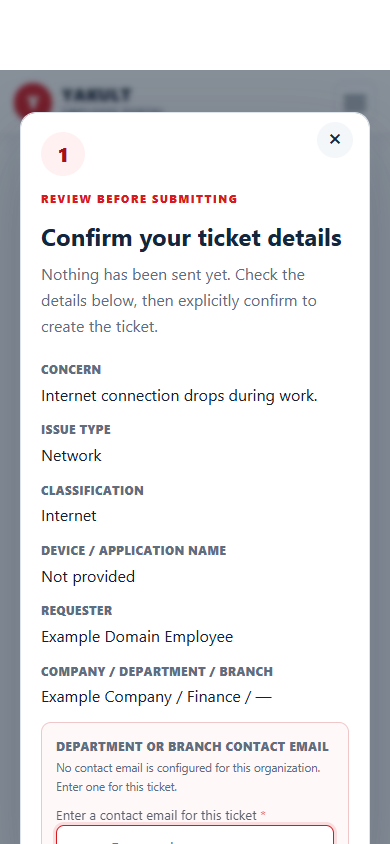 YAKULT
1
×
REVIEW BEFORE SUBMITTING
Confirm your ticket details
Nothing has been sent yet. Check the
details below, then explicitly confirm to
create the ticket.
CONCERN
Internet connection drops during work.
ISSUE TYPE
Network
CLASSIFICATION
Internet
DEVICE / APPLICATION NAME
Not provided
REQUESTER
Example Domain Employee
COMPANY / DEPARTMENT / BRANCH
Example Company / Finance / —
DEPARTMENT OR BRANCH CONTACT EMAIL
No contact email is configured for this organization.
Enter one for this ticket.
Enter a contact email for this ticket *